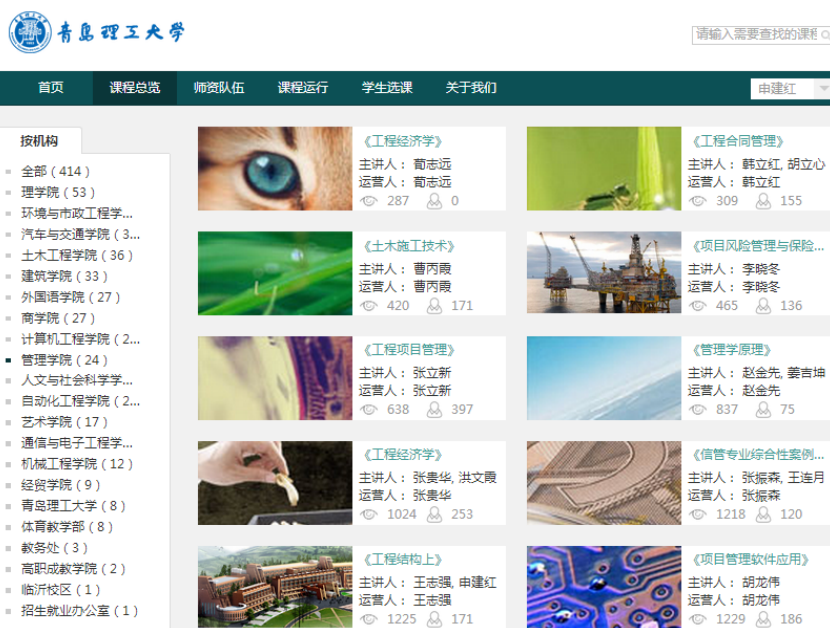 青岛理工大学
请输入需要查找的课程
首页 课程总览 师资队伍 课程运行 学生选课 关于我们
申建红
按机构
全部 ( 414 )
理学院 ( 53 )
环境与市政工程学...
汽车与交通学院 ( 3...
土木工程学院 ( 36 )
建筑学院 ( 33 )
外国语学院 ( 27 )
商学院 ( 27 )
计算机工程学院 ( 2...
管理学院 ( 24 )
人文与社会科学学...
自动化工程学院 ( 2...
艺术学院 ( 17 )
通信与电子工程学...
机械工程学院 ( 12 )
经贸学院 ( 9 )
青岛理工大学 ( 8 )
体育教学部 ( 8 )
教务处 ( 3 )
高职成教学院 ( 2 )
临沂校区 ( 1 )
招生就业办公室 ( 1 )
《工程经济学》
主讲人： 荀志远
运营人： 荀志远
287 0
《工程合同管理》
主讲人： 韩立红, 胡立心
运营人： 韩立红
309 155
《土木施工技术》
主讲人： 曹丙霞
运营人： 曹丙霞
420 171
《项目风险管理与保险...
主讲人： 李晓冬
运营人： 李晓冬
465 136
《工程项目管理》
主讲人： 张立新
运营人： 张立新
638 397
《管理学原理》
主讲人： 赵金先, 姜吉坤
运营人： 赵金先
837 75
《工程经济学》
主讲人： 张贵华, 洪文霞
运营人： 张贵华
1024 253
《信管专业综合性案例...
主讲人： 张振森, 王连月
运营人： 张振森
1218 120
《工程结构上》
主讲人： 王志强, 申建红
运营人： 王志强
1225 171
《项目管理软件应用》
主讲人： 胡龙伟
运营人： 胡龙伟
1229 186